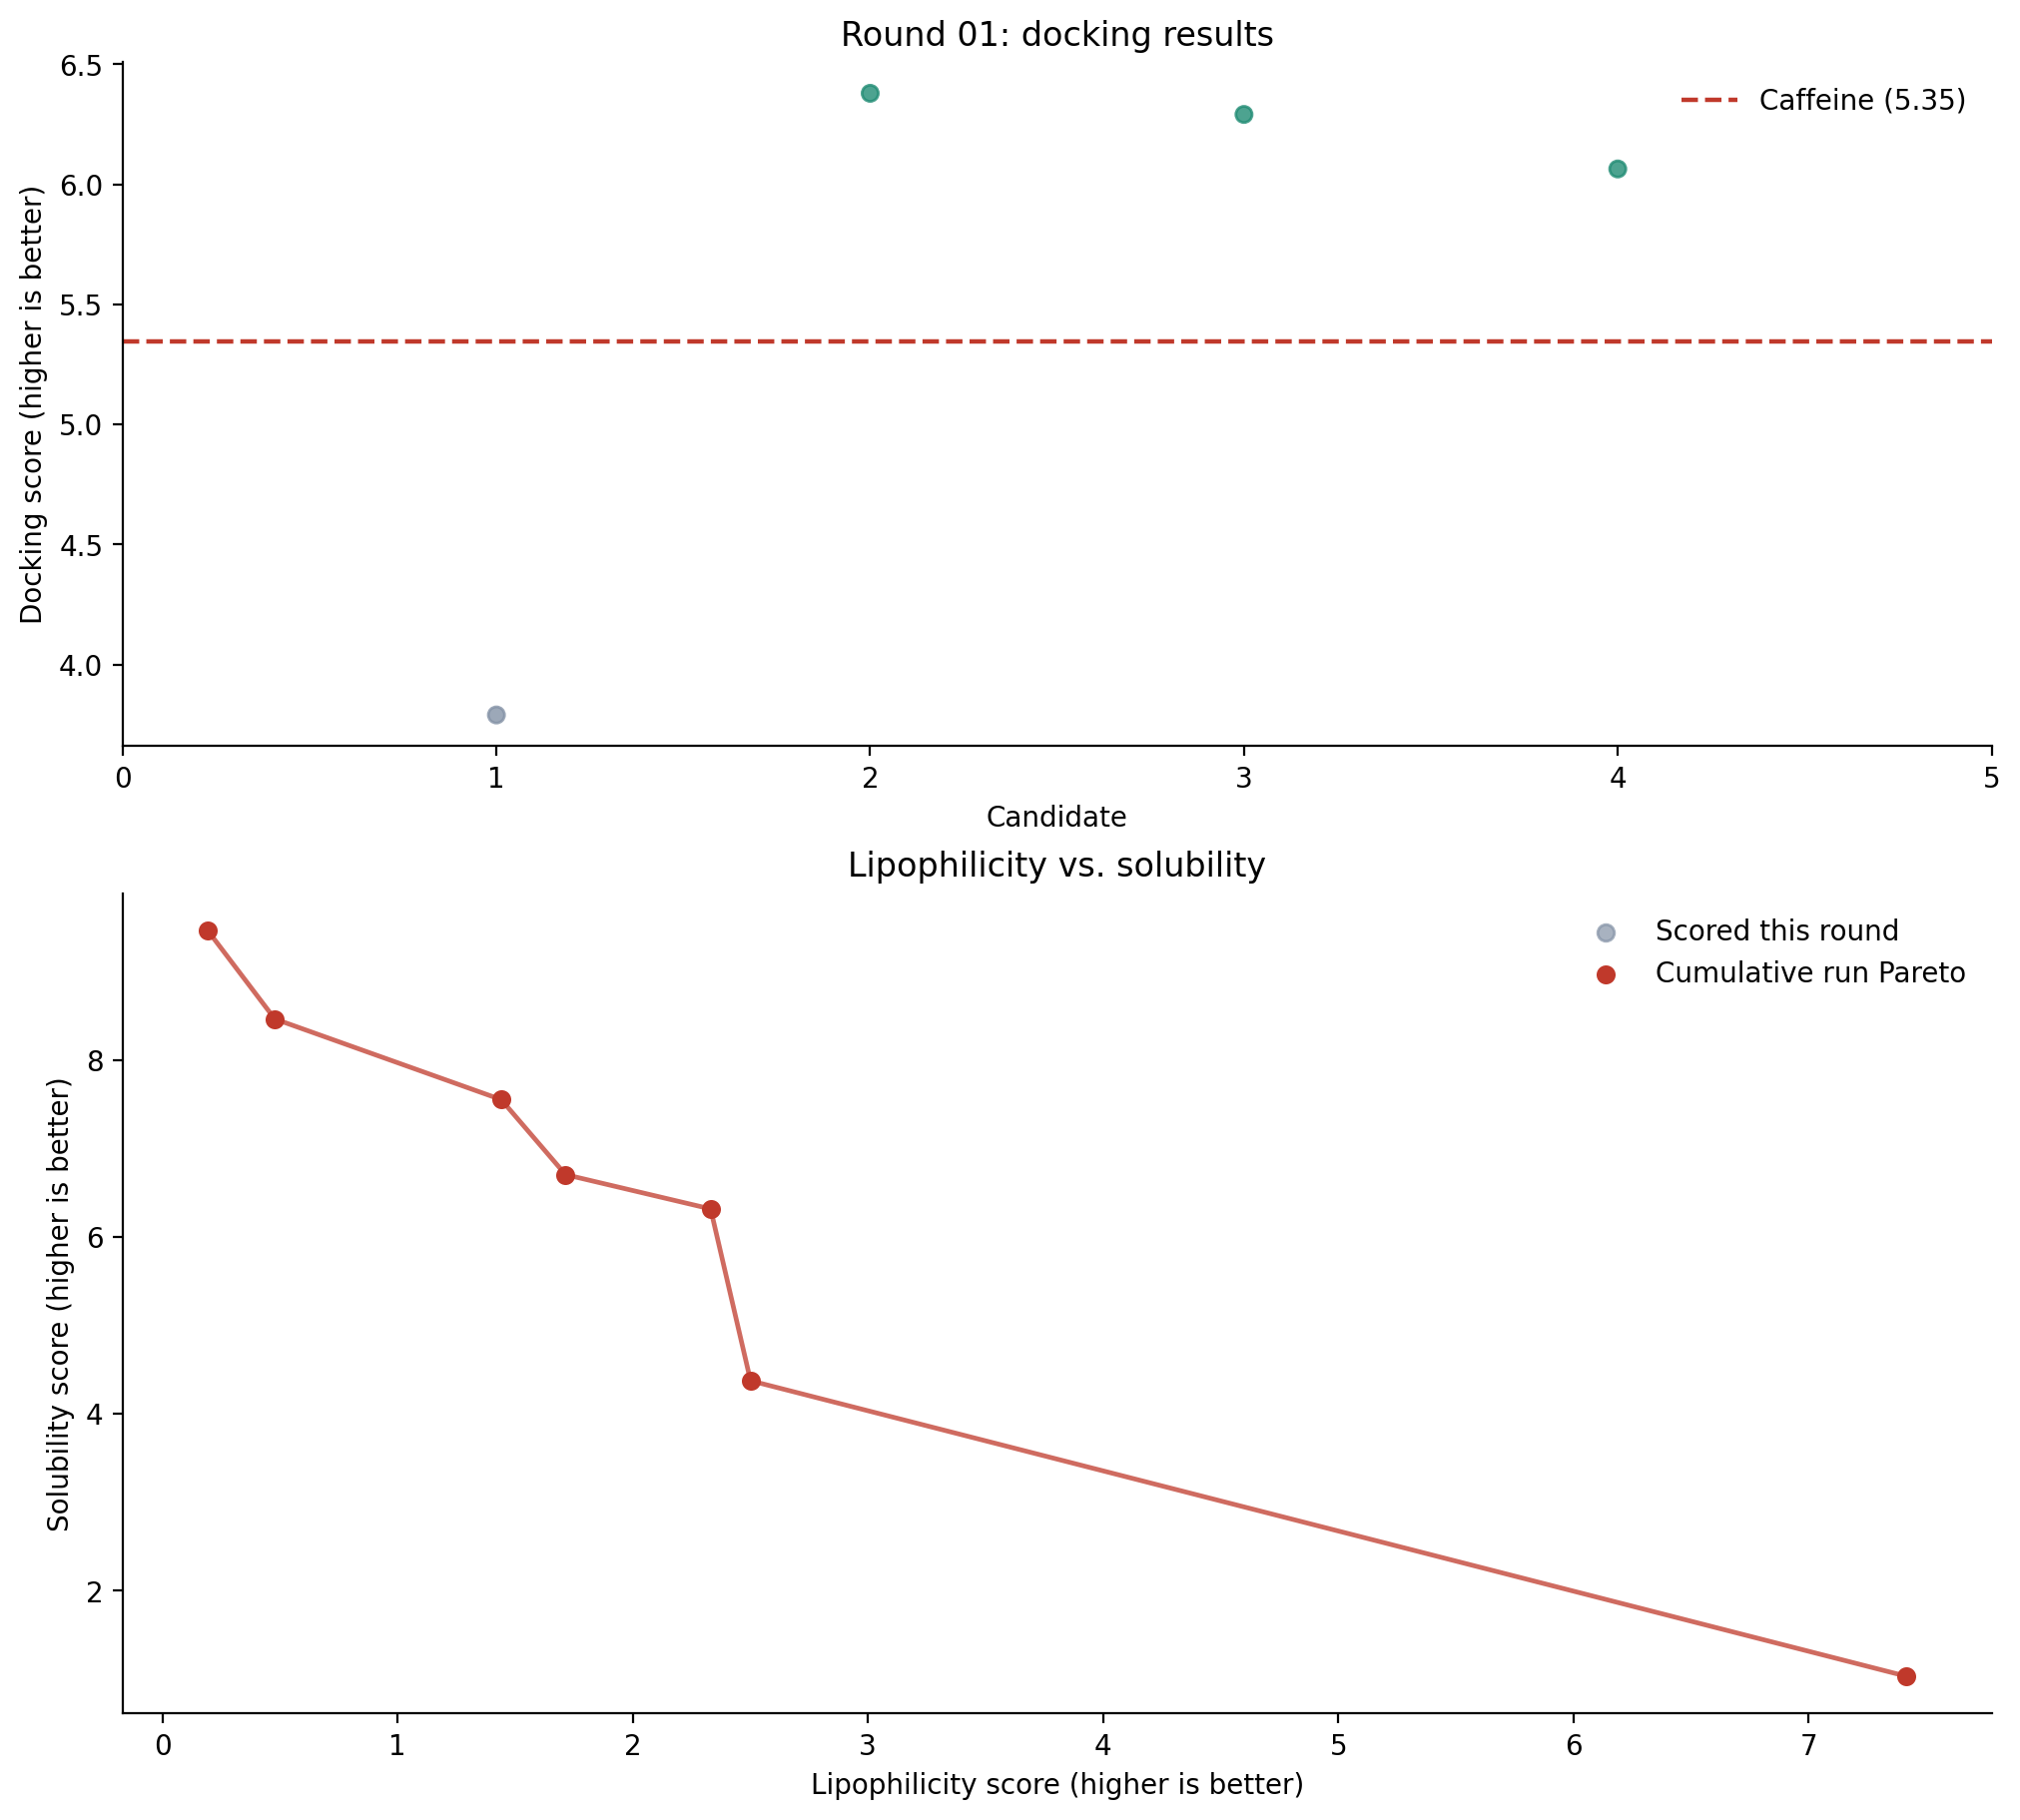 Round 01: docking results
Docking score (higher is better)
6.5
6.0
5.5
5.0
4.5
4.0
Caffeine (5.35)
0 1 2 3 4 5
Candidate
Lipophilicity vs. solubility
Solubility score (higher is better)
8
6
4
2
Scored this round
Cumulative run Pareto
0 1 2 3 4 5 6 7
Lipophilicity score (higher is better)